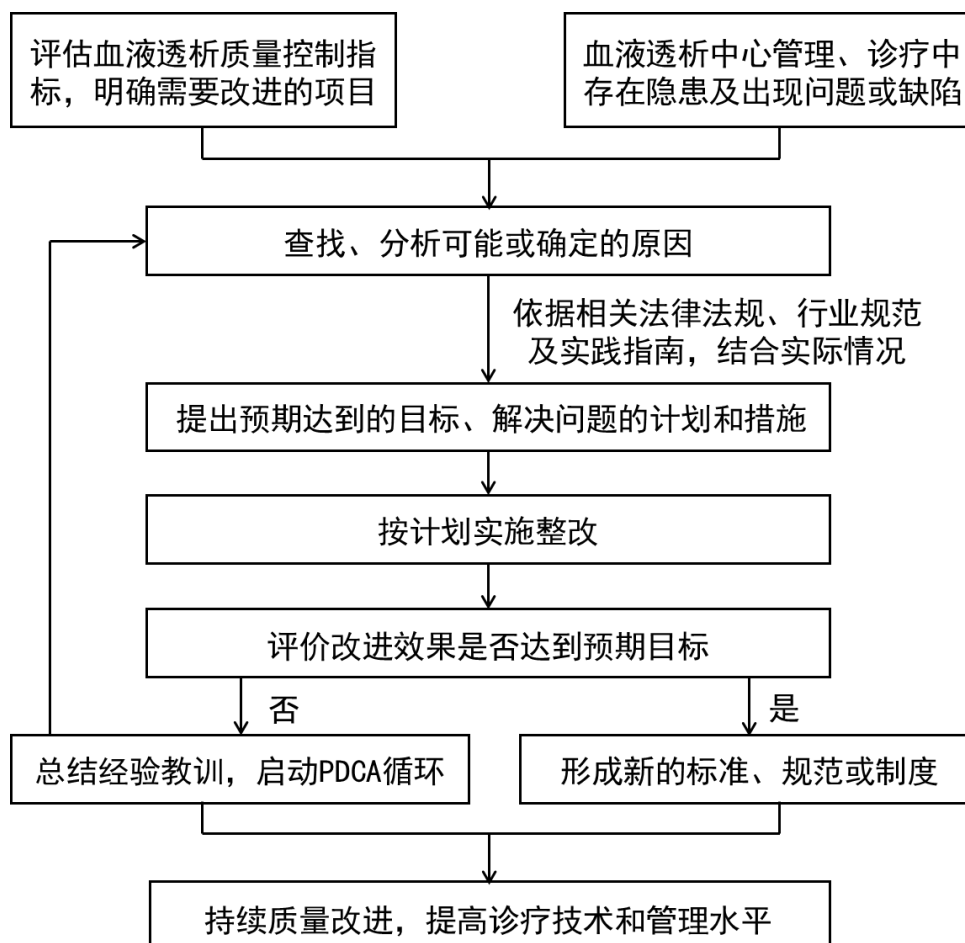 评估血液透析质量控制指
标，明确需要改进的项目
血液透析中心管理、诊疗中
存在隐患及出现问题或缺陷
查找、分析可能或确定的原因
依据相关法律法规、行业规范
及实践指南，结合实际情况
提出预期达到的目标、解决问题的计划和措施
按计划实施整改
评价改进效果是否达到预期目标
否
是
总结经验教训，启动PDCA循环
形成新的标准、规范或制度
持续质量改进，提高诊疗技术和管理水平